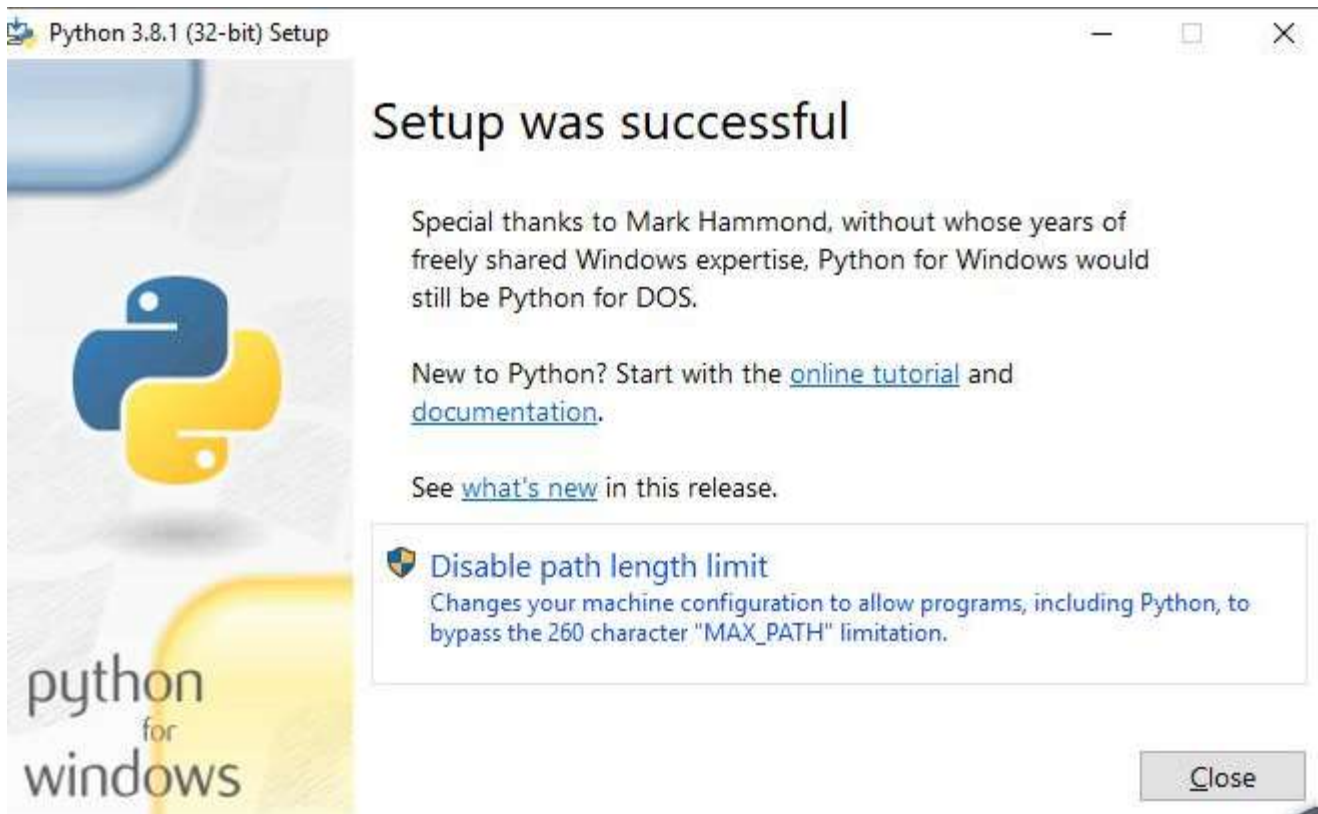 Python 3.8.1 (32-bit) Setup
Setup was successful
Special thanks to Mark Hammond, without whose years of
freely shared Windows expertise, Python for Windows would
still be Python for DOS.
New to Python? Start with the online tutorial and
documentation.
See what's new in this release.
Disable path length limit
Changes your machine configuration to allow programs, including Python, to
bypass the 260 character "MAX_PATH" limitation.
python
for
windows
Close